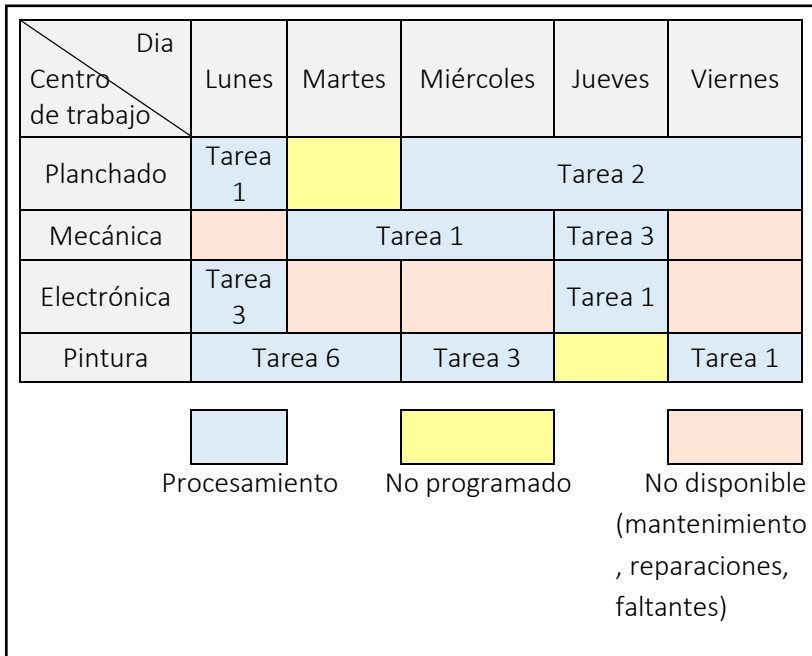 Dia
Centro
de trabajo
Lunes
Martes
Miércoles
Jueves
Viernes
Planchado
Tarea
1
Tarea 2
Mecánica
Tarea 1
Tarea 3
Electrónica
Tarea
3
Tarea 1
Pintura
Tarea 6
Tarea 3
Tarea 1
Procesamiento
No programado
No disponible
(mantenimiento
, reparaciones,
faltantes)